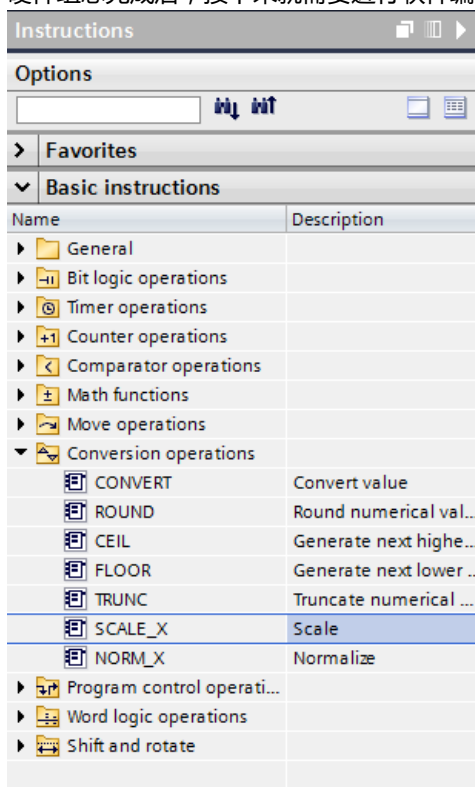 Instructions
Options
Favorites
Basic instructions
Name Description
General
Bit logic operations
Timer operations
+1 Counter operations
Comparator operations
Math functions
Move operations
Conversion operations
CONVERT Convert value
ROUND Round numerical val...
CEIL Generate next highe...
FLOOR Generate next lower ...
TRUNC Truncate numerical ...
SCALE_X Scale
NORM_X Normalize
Program control operati...
Word logic operations
Shift and rotate